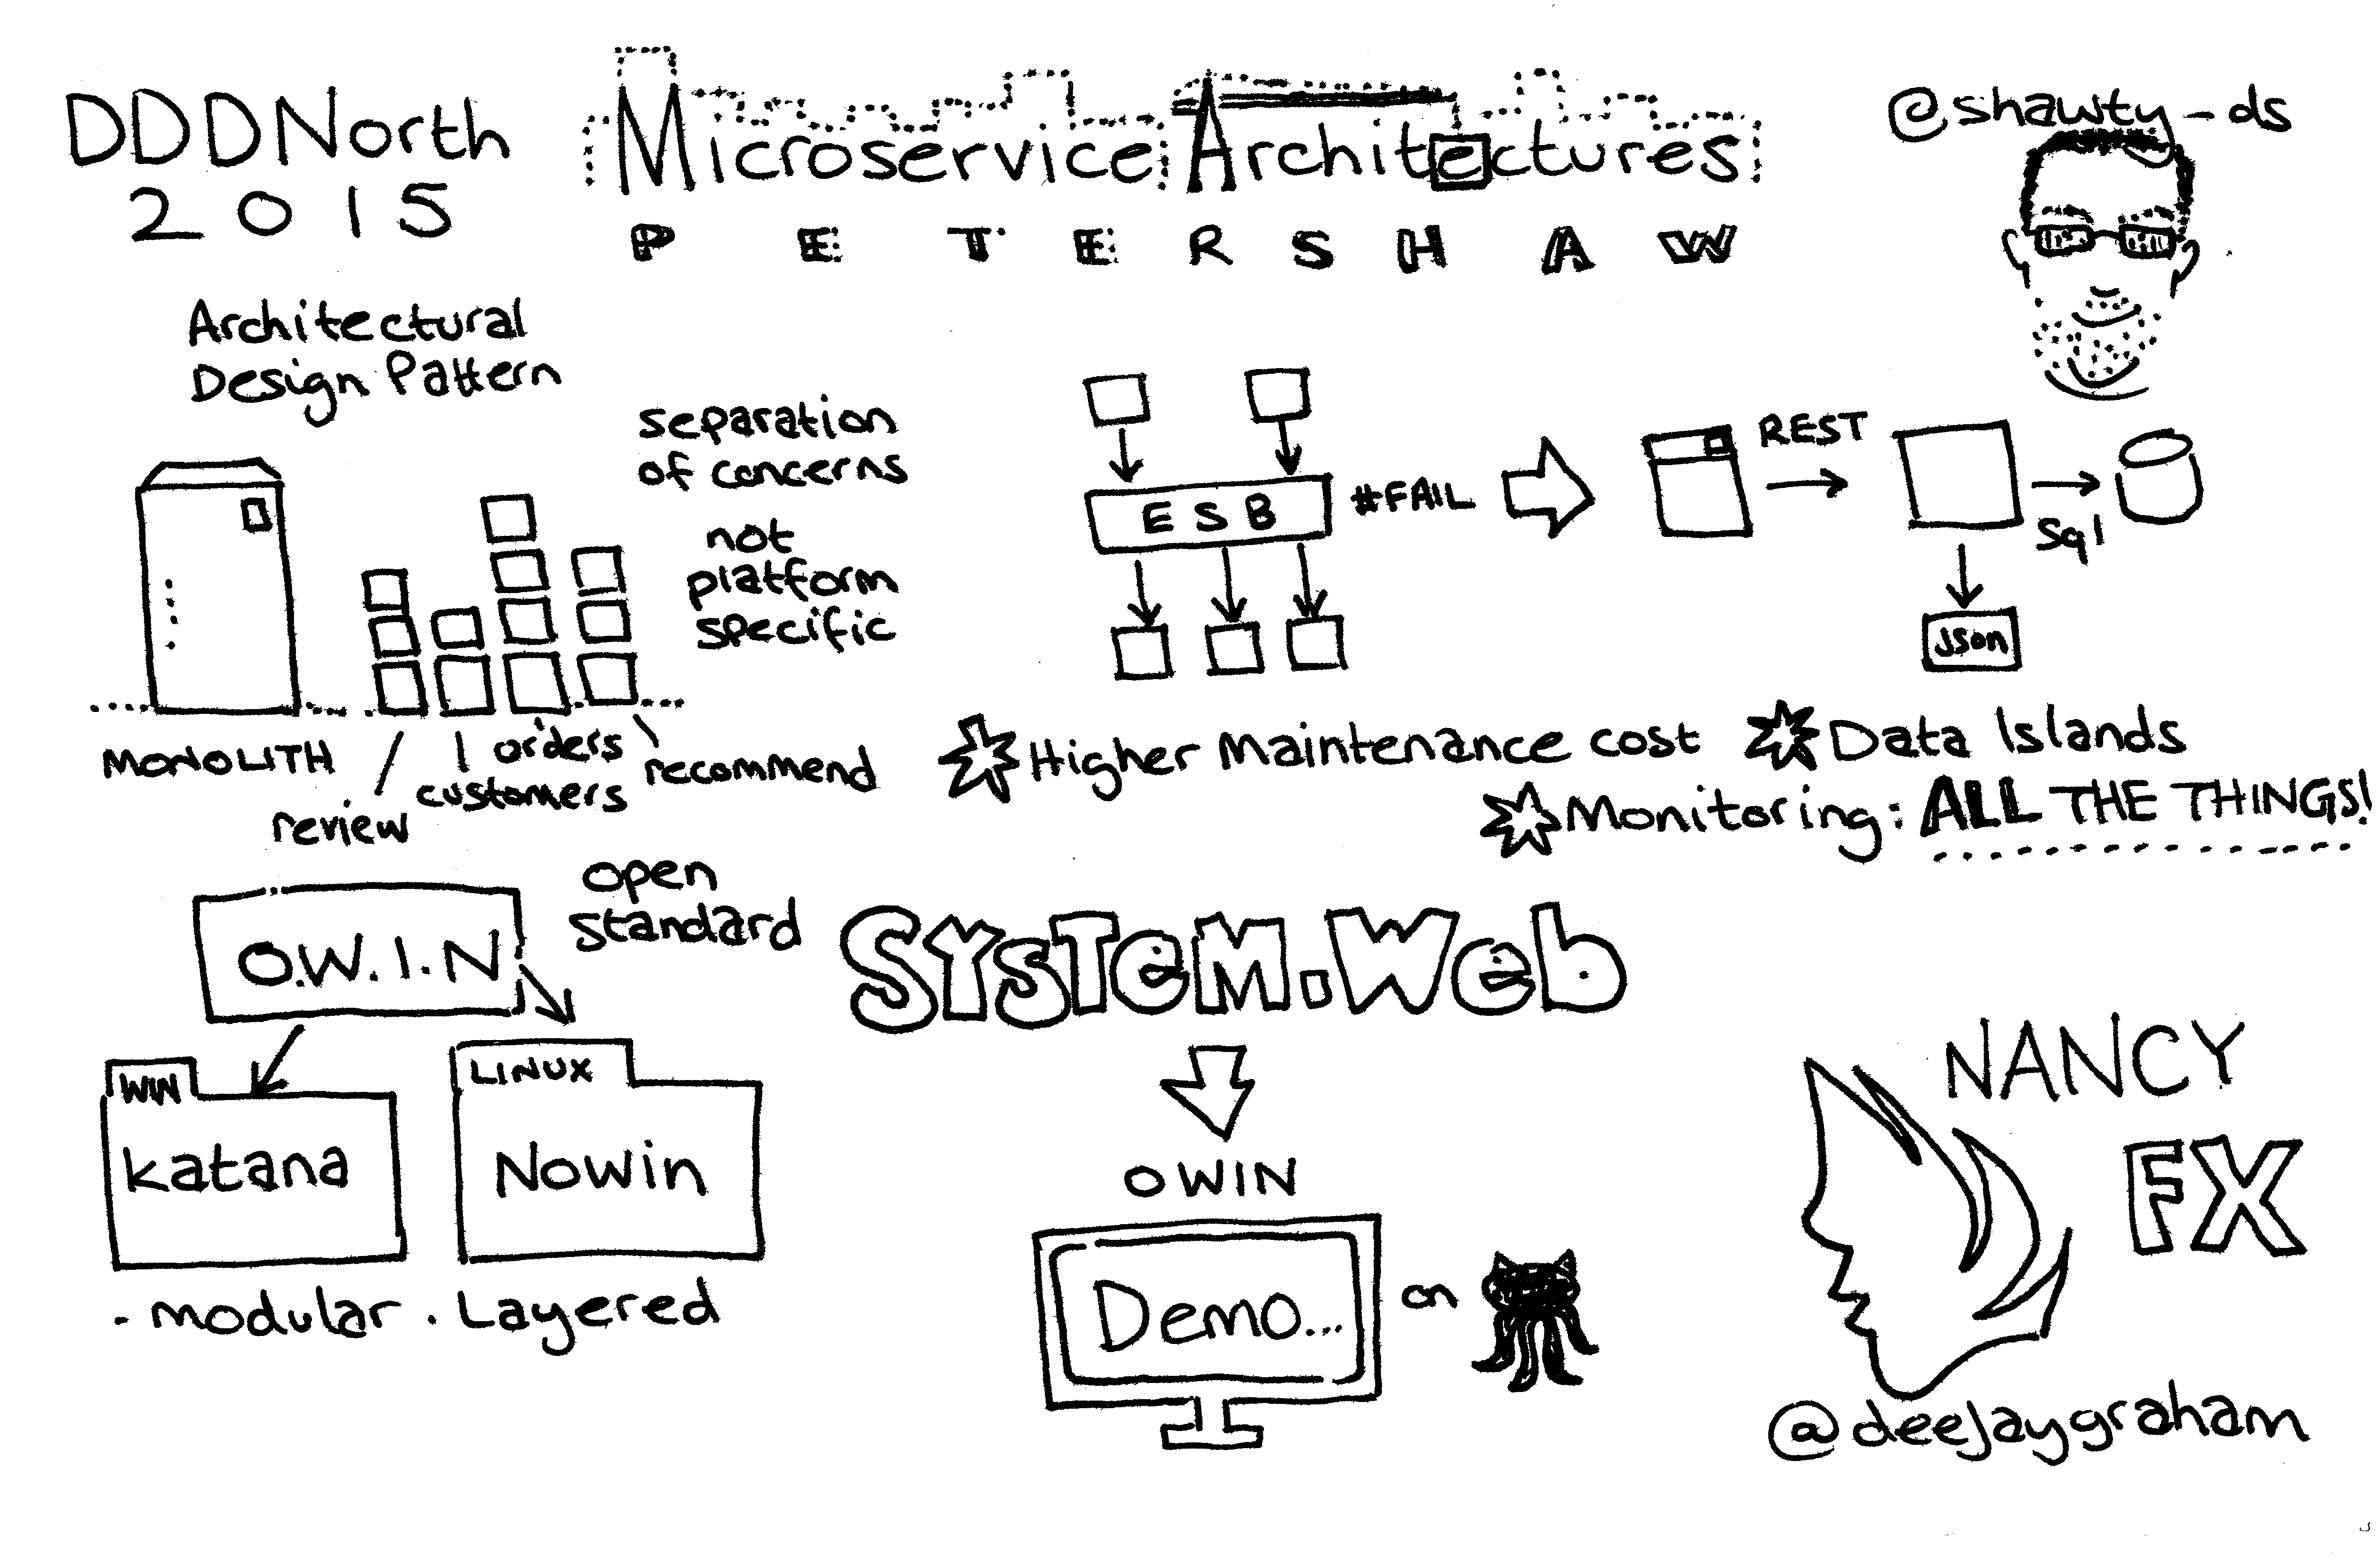 DDDNorth
2015
Microservice Architectures
PETER SHAW
@shawty-ds
Architectural
Design Pattern
separation
of concerns
not
platform
specific
MONOLITH
review
customers
orders
recommend
ESB
#FAIL
REST
Sql
JSon
Higher Maintenance cost
Data Islands
Monitoring: ALL THE THINGS!
O.W.I.N
open
standard
WIN
katana
LINUX
Nowin
. modular . Layered
SYSTeM.Web
OWIN
Demo...
on
NANCY
FX
@deejaygraham